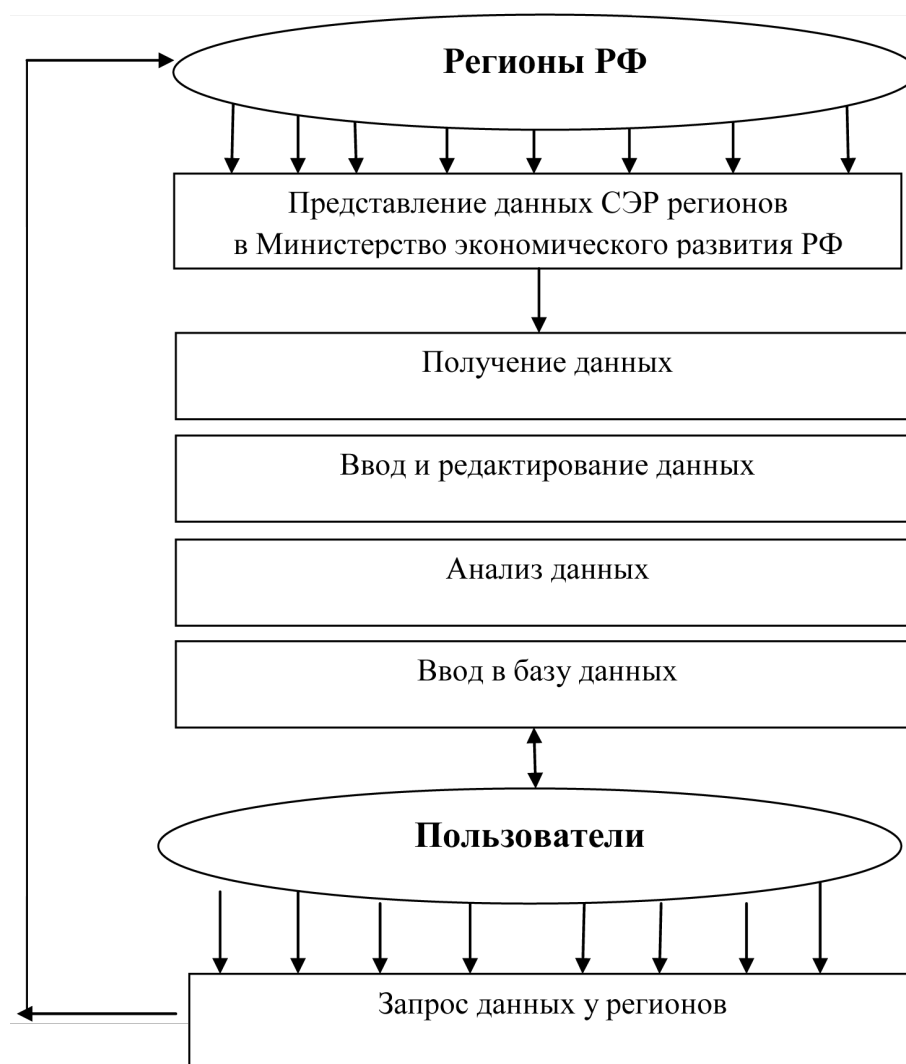 Регионы РФ
Представление данных СЭР регионов
в Министерство экономического развития РФ
Получение данных
Ввод и редактирование данных
Анализ данных
Ввод в базу данных
Пользователи
Запрос данных у регионов